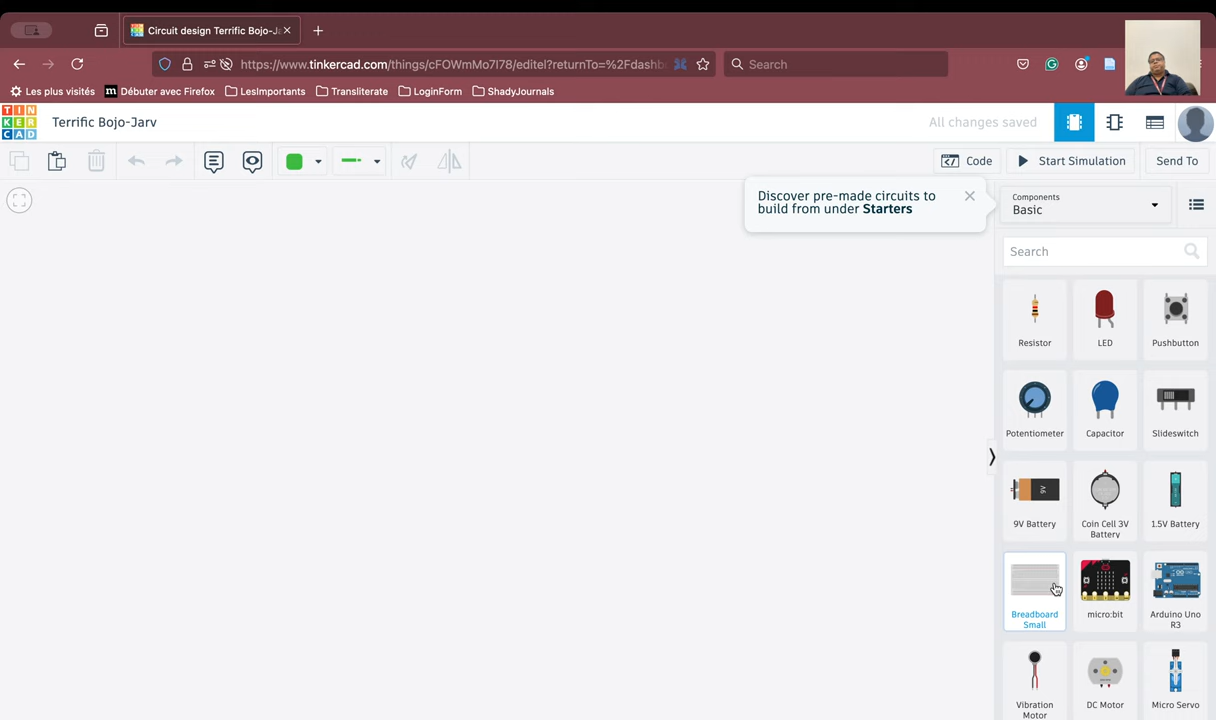 Circuit design Terrific Bojo-Ja
https://www.tinkercad.com/things/cFOWmMo7I78/editel?returnTo=%2Fdashb
Search
Les plus visités
Débuter avec Firefox
LesImportants
Transliterate
LoginForm
ShadyJournals
TIN
KER
CAD
Terrific Bojo-Jarv
All changes saved
Code
Start Simulation
Send To
Discover pre-made circuits to
build from under Starters
Components
Basic
Search
Resistor
LED
Pushbutton
Potentiometer
Capacitor
Slideswitch
9V
9V Battery
Coin Cell 3V
Battery
1.5V Battery
Breadboard
Small
micro:bit
Arduino Uno
R3
Vibration
Motor
DC Motor
Micro Servo